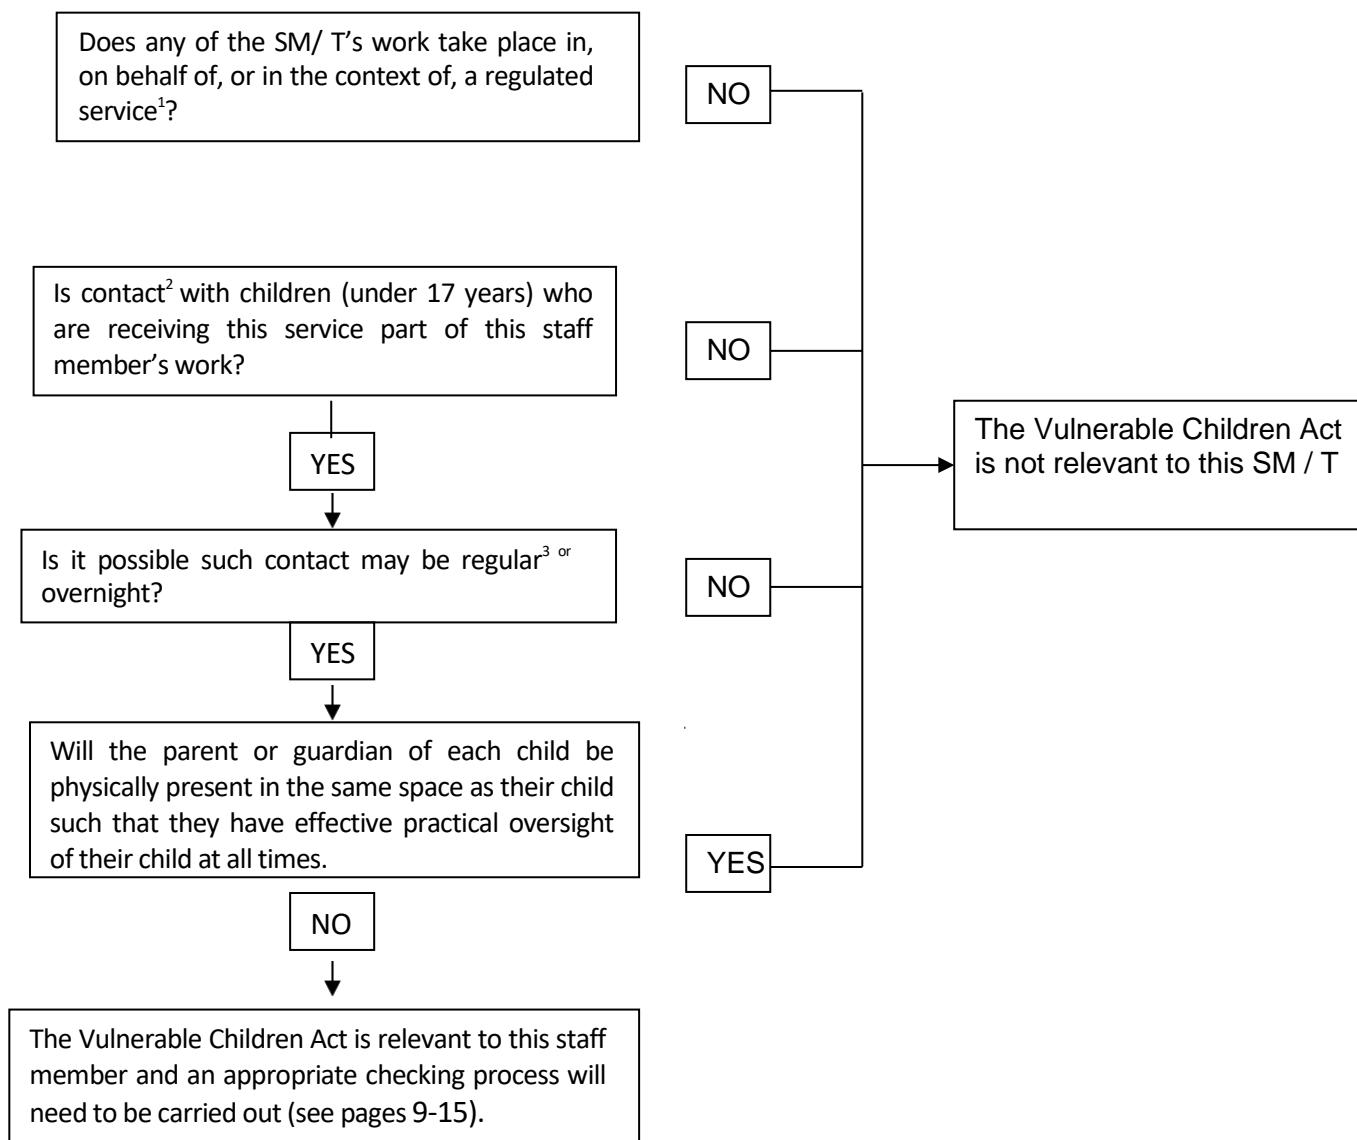 Does any of the SM/ T’s work take place in,
on behalf of, or in the context of, a regulated
service¹?
NO
Is contact² with children (under 17 years) who
are receiving this service part of this staff
member’s work?
NO
YES
The Vulnerable Children Act
is not relevant to this SM / T
Is it possible such contact may be regular³ ᵒʳ
overnight?
NO
YES
Will the parent or guardian of each child be
physically present in the same space as their child
such that they have effective practical oversight
of their child at all times.
YES
NO
The Vulnerable Children Act is relevant to this staff
member and an appropriate checking process will
need to be carried out (see pages 9-15).